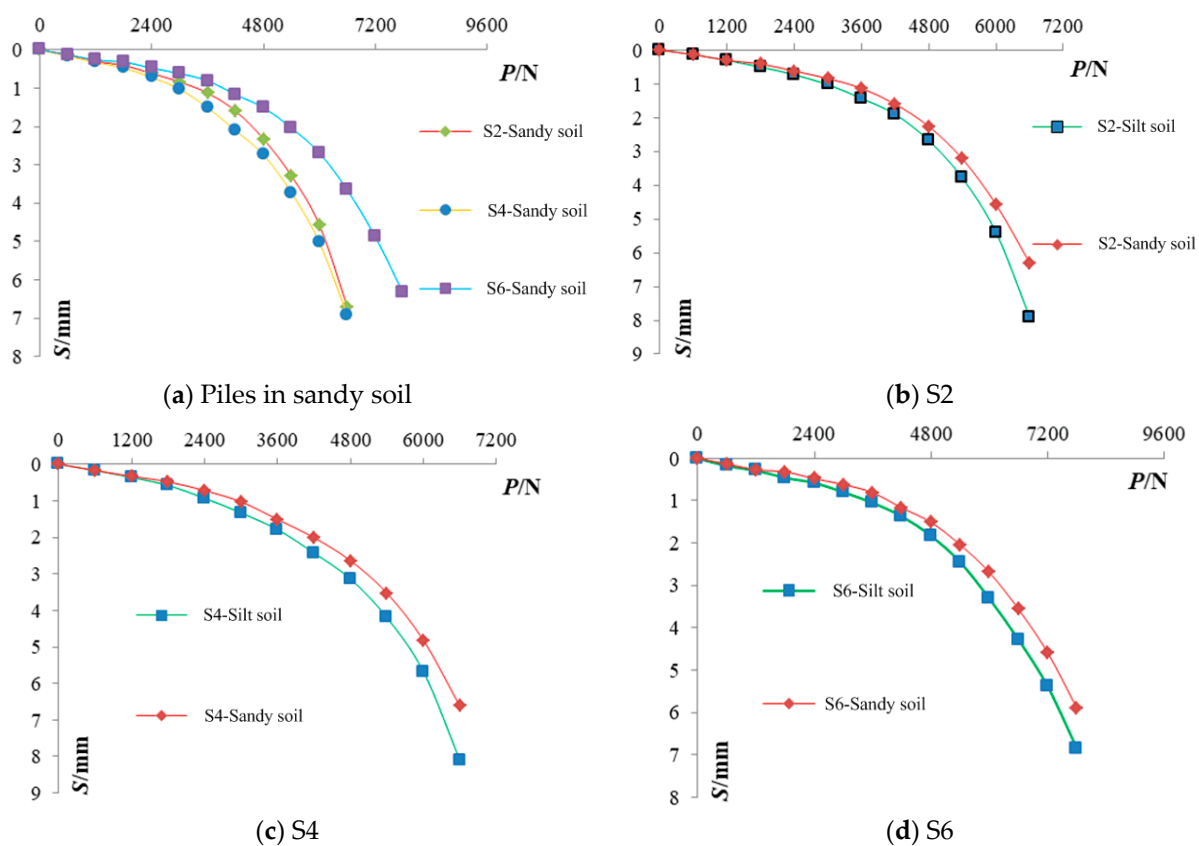 0 2400 4800 7200 9600
P/N
0
1
2
3
4
5
6
7
8
S/mm
S2-Sandy soil
S4-Sandy soil
S6-Sandy soil
(a) Piles in sandy soil
0 1200 2400 3600 4800 6000 7200
P/N
0
1
2
3
4
5
6
7
8
9
S/mm
S2-Silt soil
S2-Sandy soil
(b) S2
0 1200 2400 3600 4800 6000 7200
P/N
0
1
2
3
4
5
6
7
8
9
S/mm
S4-Silt soil
S4-Sandy soil
(c) S4
0 2400 4800 7200 9600
P/N
0
1
2
3
4
5
6
7
8
S/mm
S6-Silt soil
S6-Sandy soil
(d) S6